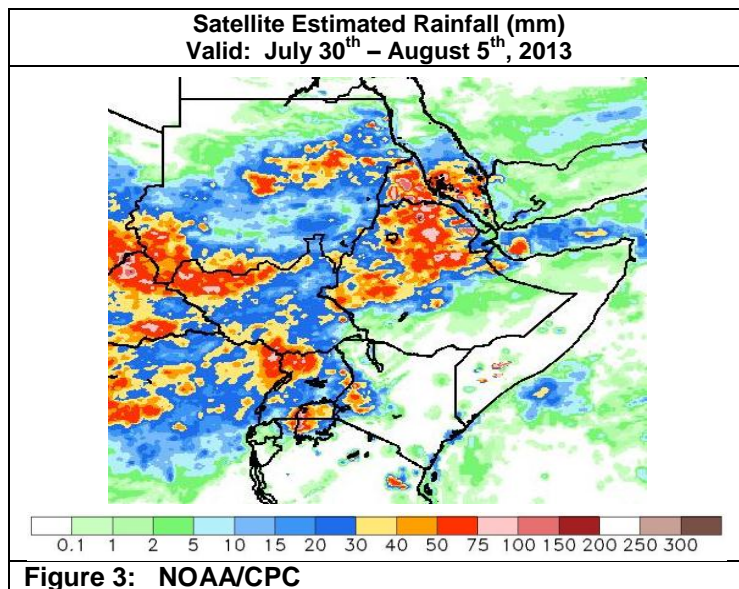 Satellite Estimated Rainfall (mm)
Valid: July 30th – August 5th, 2013
0.1 1 2 5 10 15 20 30 40 50 75 100 150 200 250 300
Figure 3: NOAA/CPC